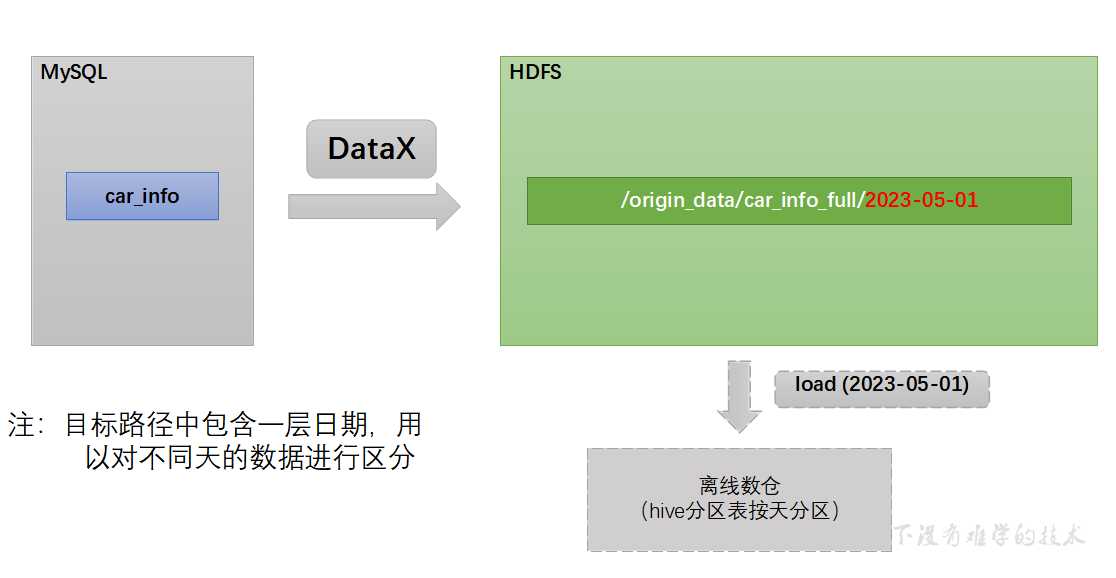 MySQL
car_info
DataX
HDFS
/origin_data/car_info_full/2023-05-01
load (2023-05-01)
注：目标路径中包含一层日期，用
以对不同天的数据进行区分
离线数仓
（hive分区表按天分区）
下没有难学的技术